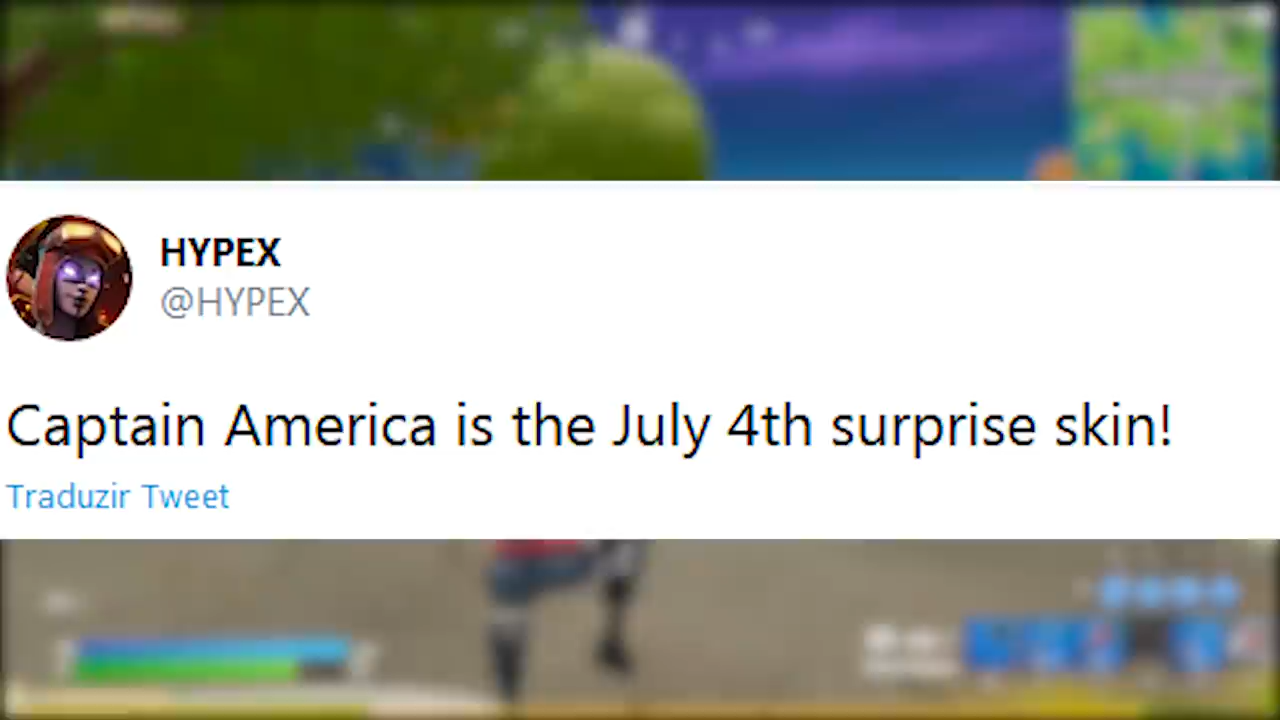 HYPEX
@HYPEX
Captain America is the July 4th surprise skin!
Traduzir Tweet